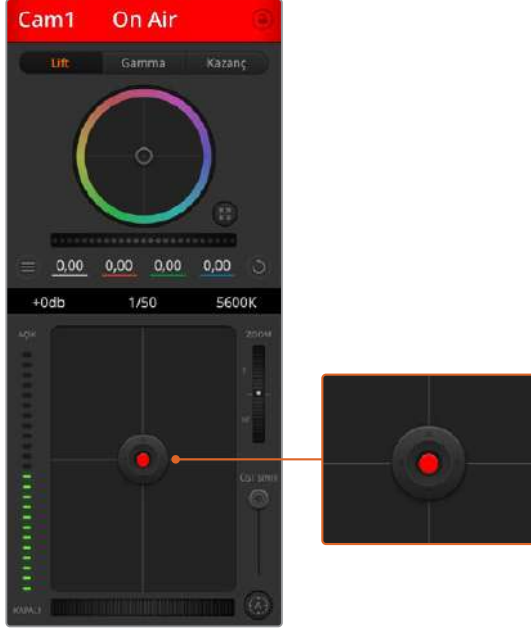 Cam1 On Air
Lift Gamma Kazanç
0,00 0,00 0,00 0,00
+0db 1/50 5600K
AÇIK ZOOM
KAPALI